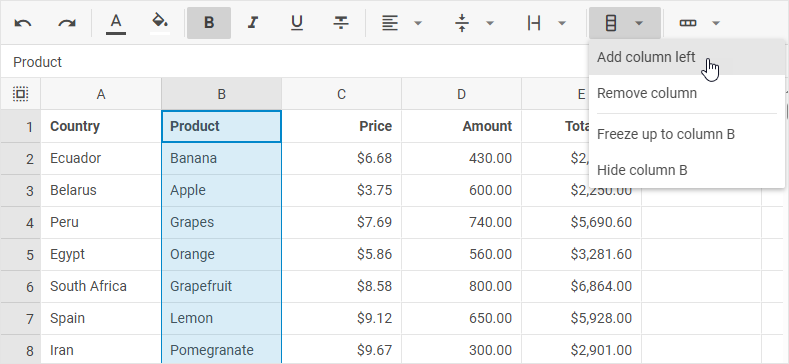 A B I U T
Product
Add column left
Remove column
Freeze up to column B
Hide column B
A B C D E
1 Country Product Price Amount Tota
2 Ecuador Banana $6.68 430.00 $2,
3 Belarus Apple $3.75 600.00 $2,250.00
4 Peru Grapes $7.69 740.00 $5,690.60
5 Egypt Orange $5.86 560.00 $3,281.60
6 South Africa Grapefruit $8.58 800.00 $6,864.00
7 Spain Lemon $9.12 650.00 $5,928.00
8 Iran Pomegranate $9.67 300.00 $2,901.00